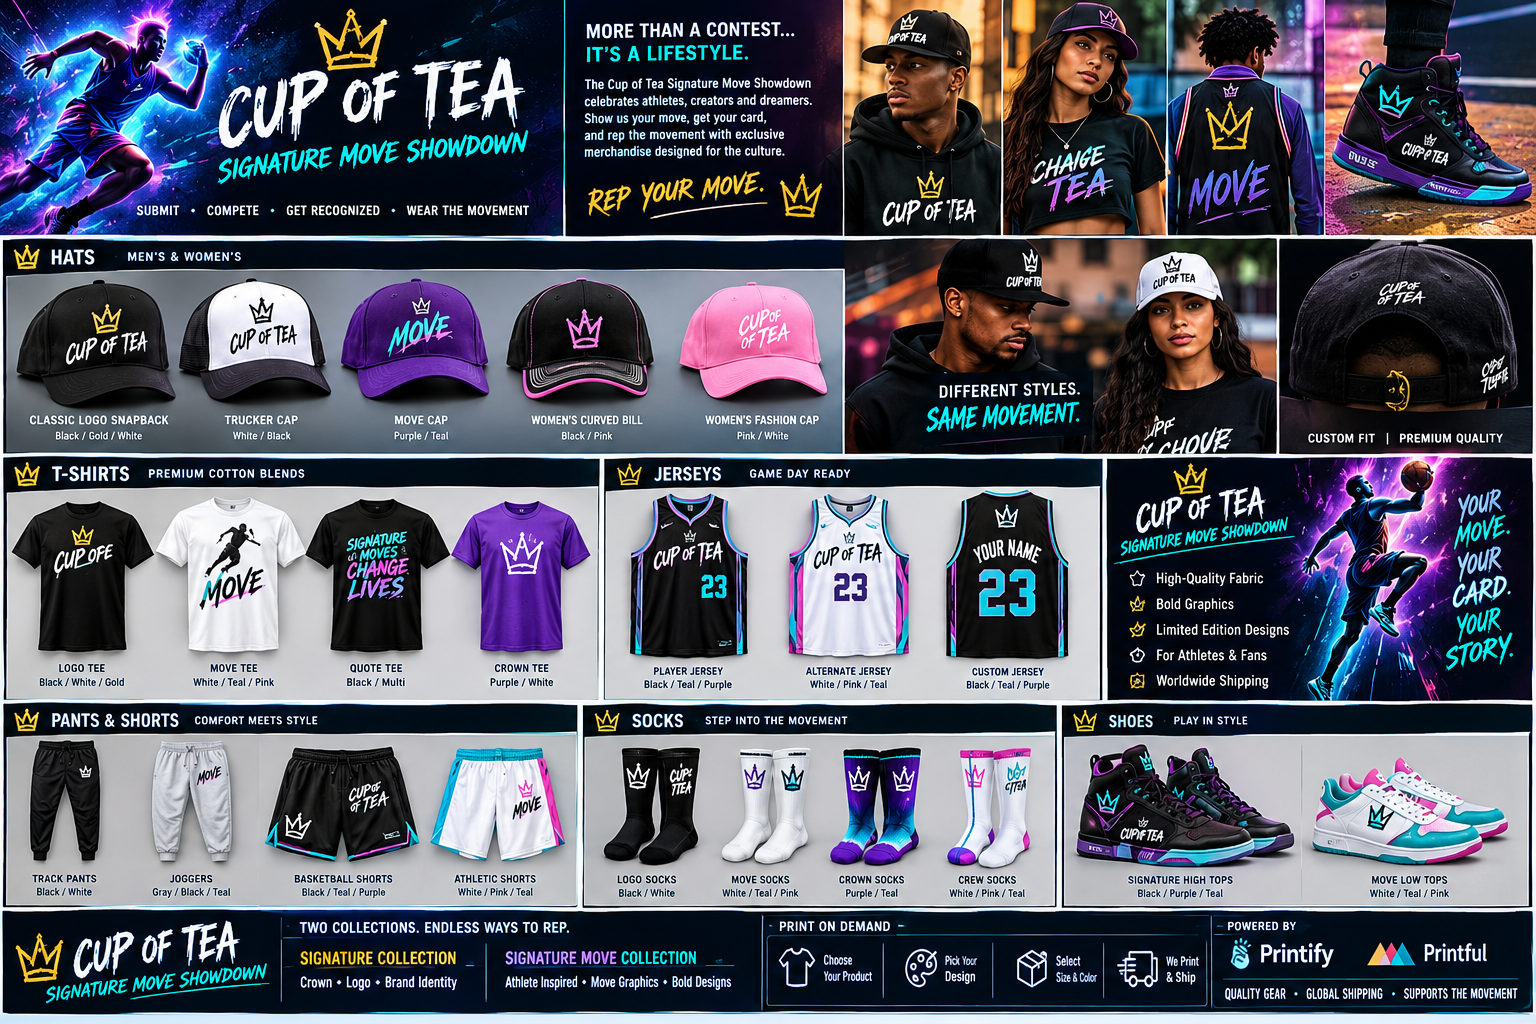 CUP OF TEA
SIGNATURE MOVE SHOWDOWN
SUBMIT • COMPETE • GET RECOGNIZED • WEAR THE MOVEMENT
MORE THAN A CONTEST...
IT'S A LIFESTYLE.
The Cup of Tea Signature Move Showdown
celebrates athletes, creators and dreamers.
Show us your move, get your card,
and rep the movement with exclusive
merchandise designed for the culture.
REP YOUR MOVE.
CUP OF TEA
CUP OF TEA
CHAIGE
TEA
MOVE
CUPP OF TEA
HATS
MEN'S & WOMEN'S
CUP OF TEA
CUP OF TEA
MOVE
CUP OF
OF TEA
CLASSIC LOGO SNAPBACK
Black / Gold / White
TRUCKER CAP
White / Black
MOVE CAP
Purple / Teal
WOMEN'S CURVED BILL
Black / Pink
WOMEN'S FASHION CAP
Pink / White
CUP OF TEA
CUP OF TEA
DIFFERENT STYLES.
SAME MOVEMENT.
CHOVE
CUP OF
OF TEA
CUSTOM FIT | PREMIUM QUALITY
T-SHIRTS
PREMIUM COTTON BLENDS
CUP OFE
MOVE
SIGNATURE
MOVES
CHANGE
LIVES
LOGO TEE
Black / White / Gold
MOVE TEE
White / Teal / Pink
QUOTE TEE
Black / Multi
CROWN TEE
Purple / White
JERSEYS
GAME DAY READY
CUP OF TEA
23
CUP OF TEA
23
YOUR NAME
23
PLAYER JERSEY
Black / Teal / Purple
ALTERNATE JERSEY
White / Pink / Teal
CUSTOM JERSEY
Black / Teal / Purple
CUP OF TEA
SIGNATURE MOVE SHOWDOWN
High-Quality Fabric
Bold Graphics
Limited Edition Designs
For Athletes & Fans
Worldwide Shipping
YOUR
MOVE.
YOUR
CARD.
YOUR
STORY.
PANTS & SHORTS
COMFORT MEETS STYLE
MOVE
CUP OF
OF TEA
MOVE
TRACK PANTS
Black / White
JOGGERS
Gray / Black / Teal
BASKETBALL SHORTS
Black / Teal / Purple
ATHLETIC SHORTS
White / Pink / Teal
SOCKS
STEP INTO THE MOVEMENT
LOGO SOCKS
Black / White
MOVE SOCKS
White / Teal / Pink
CROWN SOCKS
Purple / Teal
CREW SOCKS
White / Pink / Teal
SHOES
PLAY IN STYLE
CUP OF TEA
SIGNATURE HIGH TOPS
Black / Purple / Teal
MOVE LOW TOPS
White / Teal / Pink
CUP OF TEA
SIGNATURE MOVE SHOWDOWN
TWO COLLECTIONS. ENDLESS WAYS TO REP.
SIGNATURE COLLECTION
Crown • Logo • Brand Identity
SIGNATURE MOVE COLLECTION
Athlete Inspired • Move Graphics • Bold Designs
PRINT ON DEMAND
Choose
Your Product
Pick Your
Design
Select
Size & Color
We Print
& Ship
POWERED BY
Printify
Printful
QUALITY GEAR • GLOBAL SHIPPING • SUPPORTS THE MOVEMENT